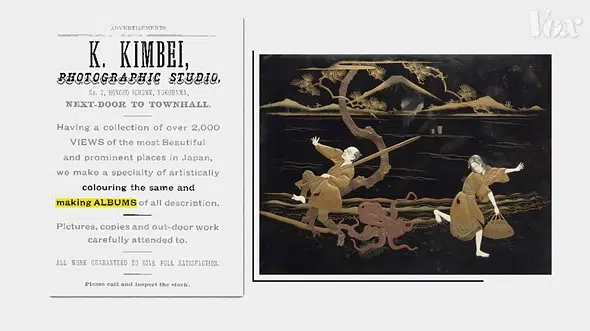 ADVERTISEMENTS.
K. KIMBEI,
PHOTOGRAPHIC STUDIO,
HONCHO
YOKOHAMA,
NEXT-DOOR TO TOWNHALL.
Having a collection of over 2,000
VIEWS of the most Beautiful
and prominent places in Japan,
we make a specialty of artistically
colouring the same and
making ALBUMS of all description.
Pictures, copies and out-door work
carefully attended to.
ALL WORK GUARANTEED TO GIVE FULL SATISFACTION.
Please call and inspect the stock.
Vox